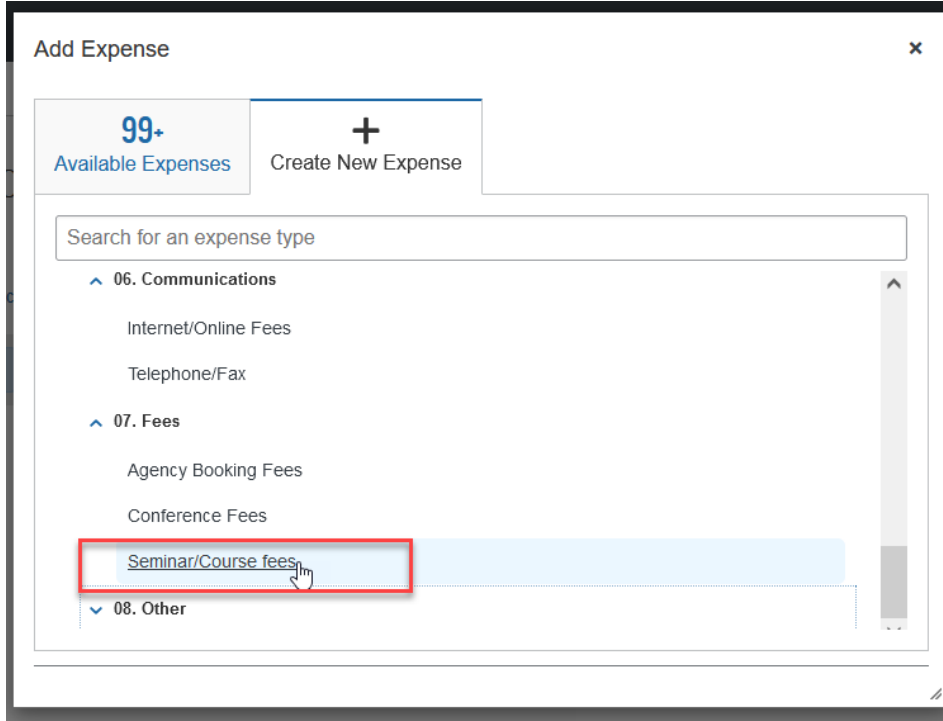 Add Expense
99+
Available Expenses
Create New Expense
Search for an expense type
06. Communications
Internet/Online Fees
Telephone/Fax
07. Fees
Agency Booking Fees
Conference Fees
Seminar/Course fees
08. Other